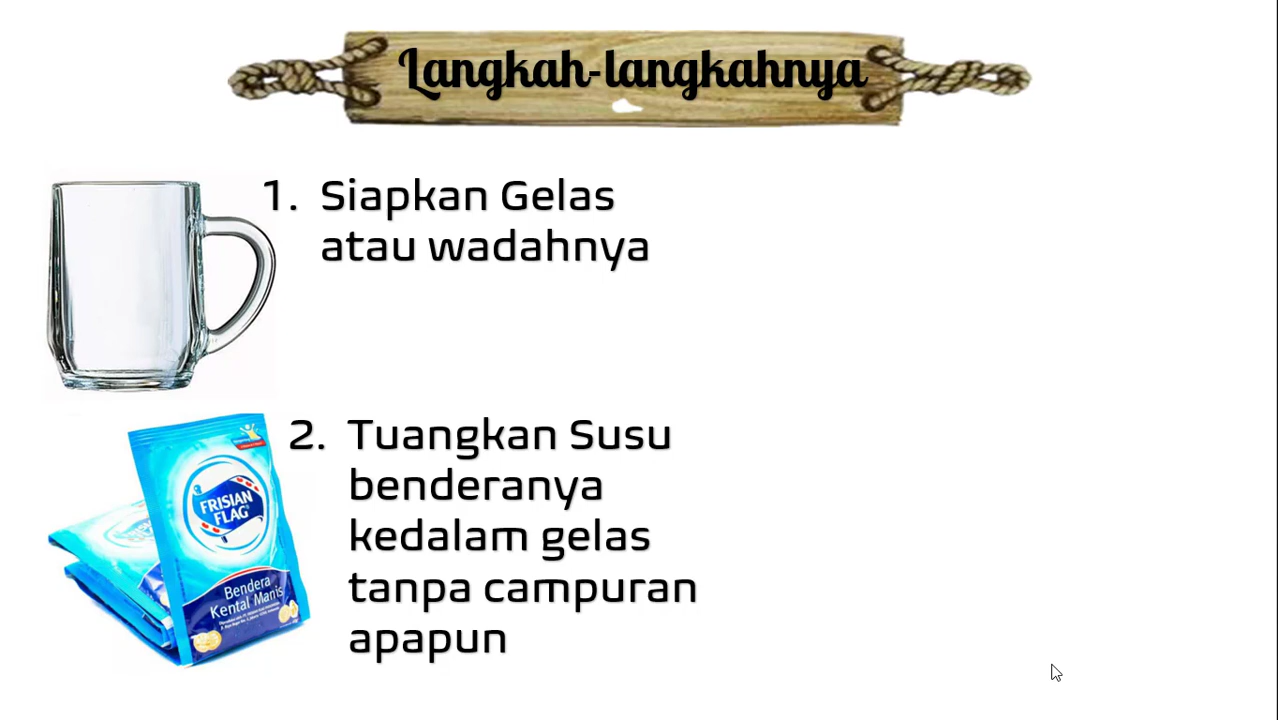 Langkah-langkahnya
1. Siapkan Gelas
atau wadahnya
2. Tuangkan Susu
benderanya
kedalam gelas
tanpa campuran
apapun
FRISIAN
FLAG
Bendera
Kental Manis